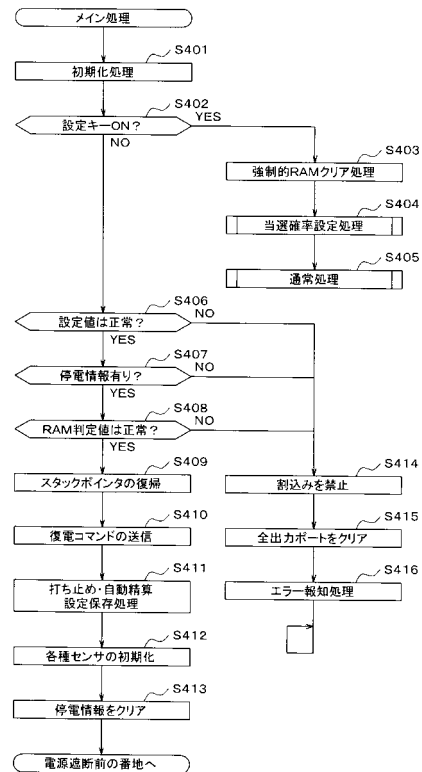 メイン処理
S401
初期化処理
S402
設定キーON?
YES
NO
S403
強制的RAMクリア処理
S404
当選確率設定処理
S405
通常処理
S406
設定値は正常?
NO
YES
S407
停電情報有り?
NO
YES
S408
RAM判定値は正常?
NO
YES
S409
スタックポインタの復帰
S410
復電コマンドの送信
S411
打ち止め・自動精算
設定保存処理
S412
各種センサの初期化
S413
停電情報をクリア
電源遮断前の番地へ
S414
割込みを禁止
S415
全出力ポートをクリア
S416
エラー報知処理